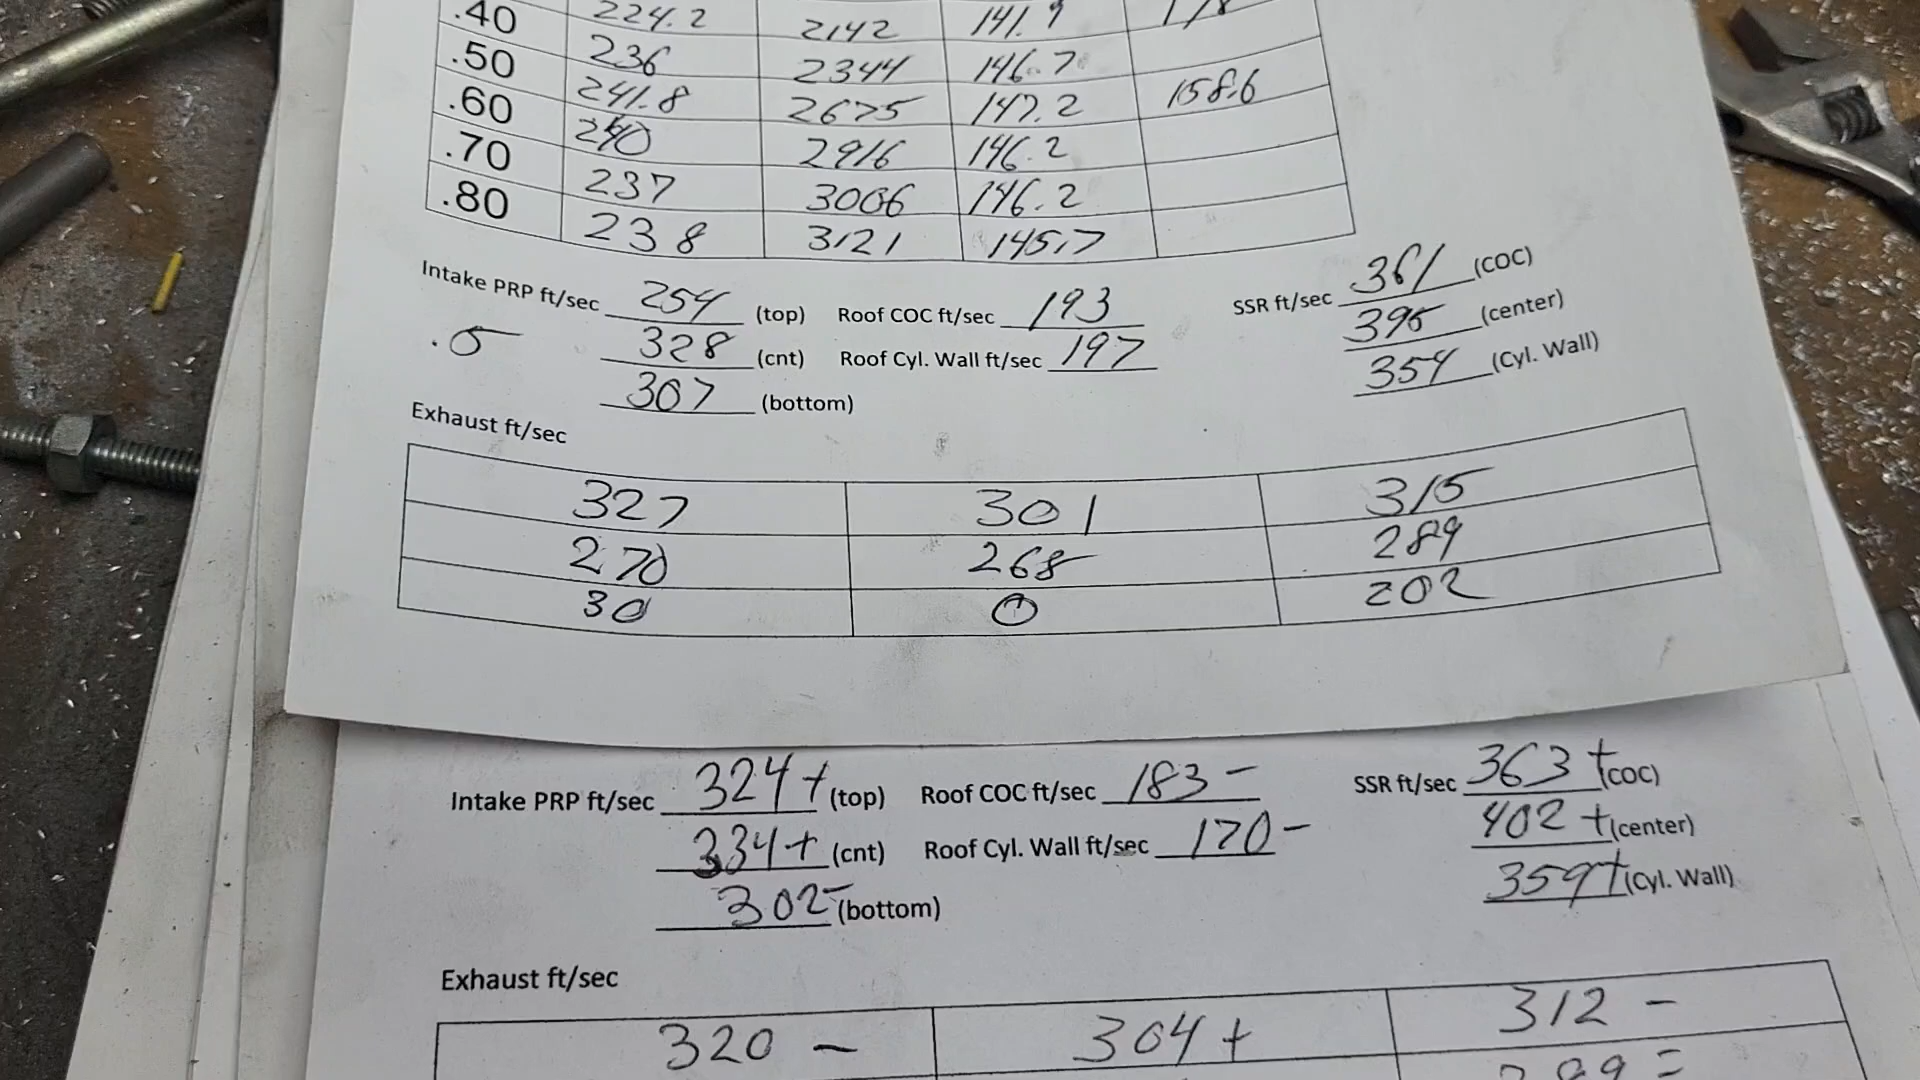 .40 224.2 2142 141.9
.50 236 2344 146.7
.60 241.8 2675 147.2 158.6
.70 240 2916 146.2
.80 237 3006 146.2
238 3121 145.7
Intake PRP ft/sec 254 (top) Roof COC ft/sec 193 SSR ft/sec 361 (COC)
.5 328 (cnt) Roof Cyl. Wall ft/sec 197 395 (center)
307 (bottom) 354 (Cyl. Wall)
Exhaust ft/sec
327 301 315
270 268 289
30 0 202
Intake PRP ft/sec 324+ (top) Roof COC ft/sec 183 - SSR ft/sec 363+ (COC)
334+ (cnt) Roof Cyl. Wall ft/sec 170 - 402+ (center)
302- (bottom) 359+ (Cyl. Wall)
Exhaust ft/sec
320 - 304+ 312 -